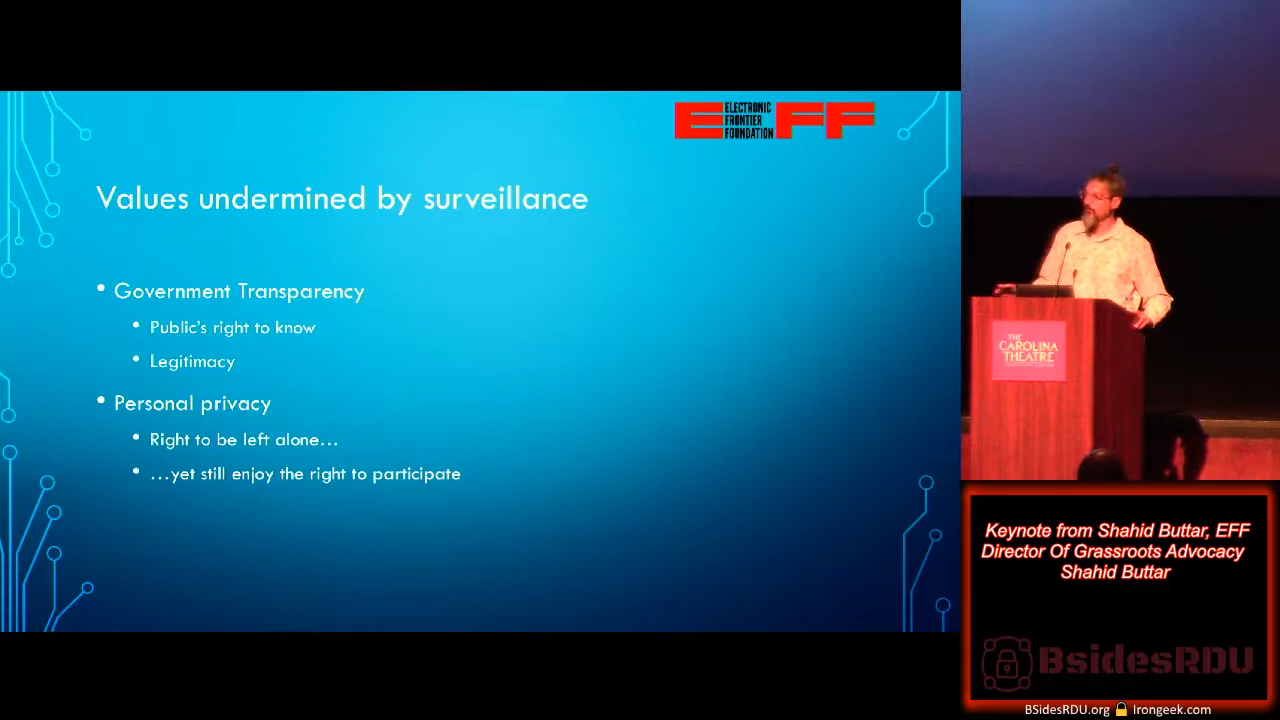 EFF
ELECTRONIC
FRONTIER
FOUNDATION
Values undermined by surveillance
• Government Transparency
• Public's right to know
• Legitimacy
• Personal privacy
• Right to be left alone…
• …yet still enjoy the right to participate
THE
CAROLINA
THEATRE
Keynote from Shahid Buttar, EFF
Director Of Grassroots Advocacy
Shahid Buttar
BsidesRDU
BSidesRDU.org 🔒 Irongeek.com